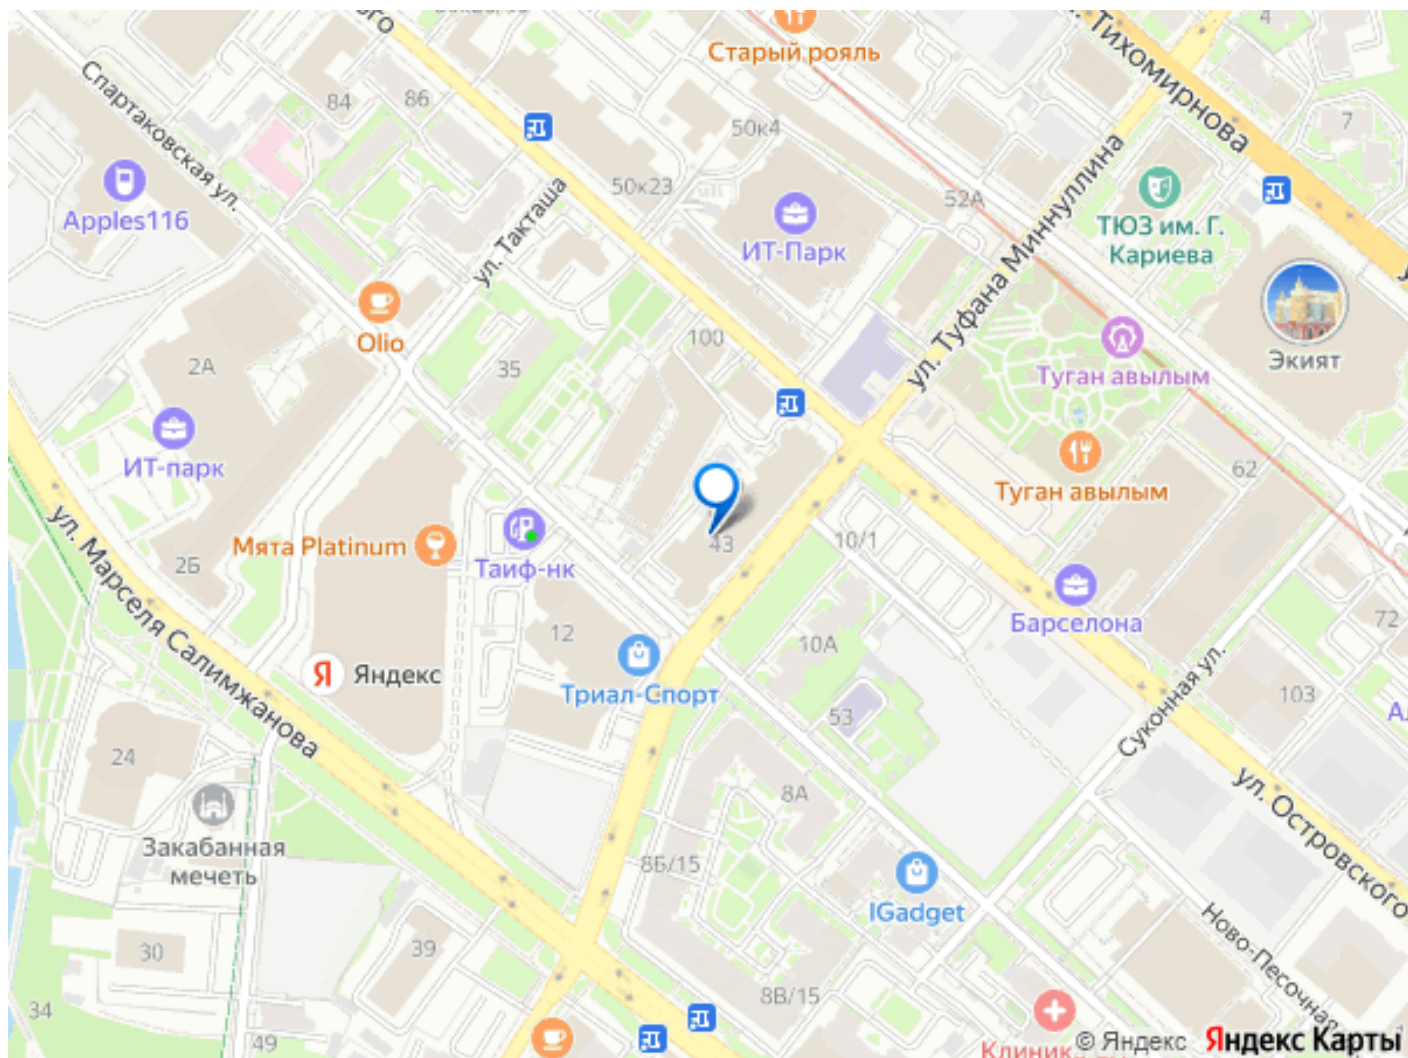 Старый рояль
ул. Тихомирнова
4
7
Спартаковская ул.
84
86
50к4
50к23
52А
Apples116
ул. Такташа
ИТ-Парк
ТЮЗ им. Г.
Кариева
ул. Туфана Миннуллина
Olio
100
Экият
Туган авылым
2А
35
ИТ-парк
Туган авылым
62
Мята Platinum
Таиф-нк
43
10/1
2Б
Барселона
ул. Марселя Салимжанова
12
10А
72
Триал-Спорт
Яндекс
53
103
Суконная ул.
24
8А
ул. Островского
Закабанная
мечеть
8Б/15
IGadget
30
39
Ново-Песочная
34
49
8В/15
© Яндекс
Яндекс Карты